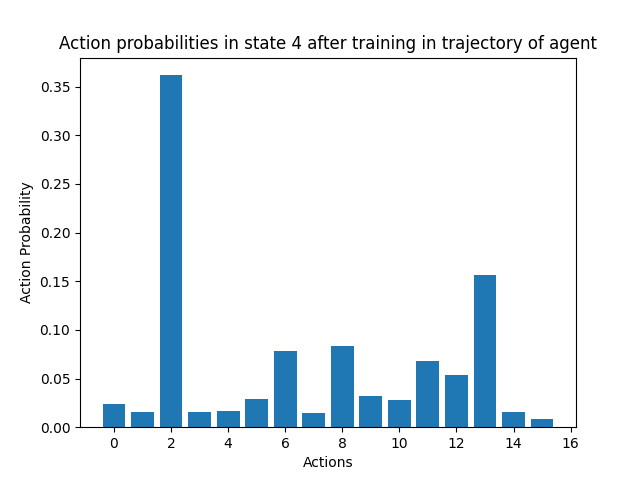 Action probabilities in state 4 after training in trajectory of agent
0.35
0.30
0.25
0.20
0.15
0.10
0.05
0.00
Action Probability
0 2 4 6 8 10 12 14 16
Actions